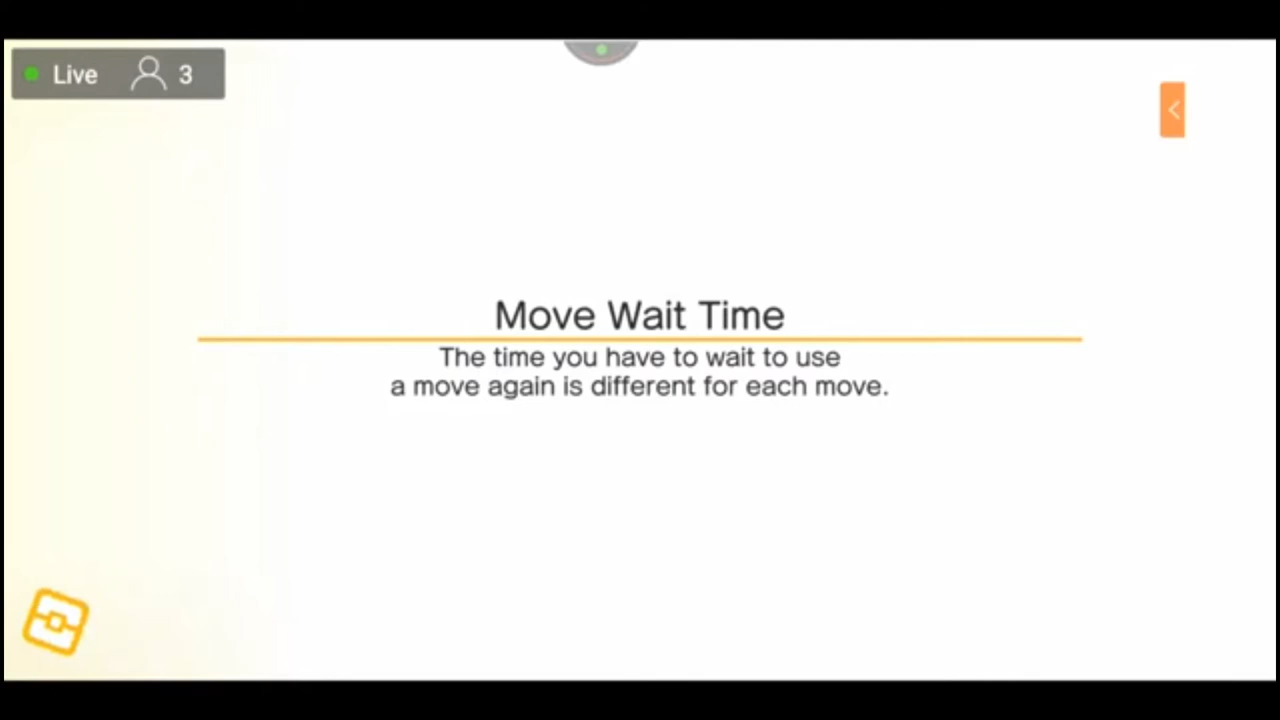 Live 3
Move Wait Time
The time you have to wait to use
a move again is different for each move.